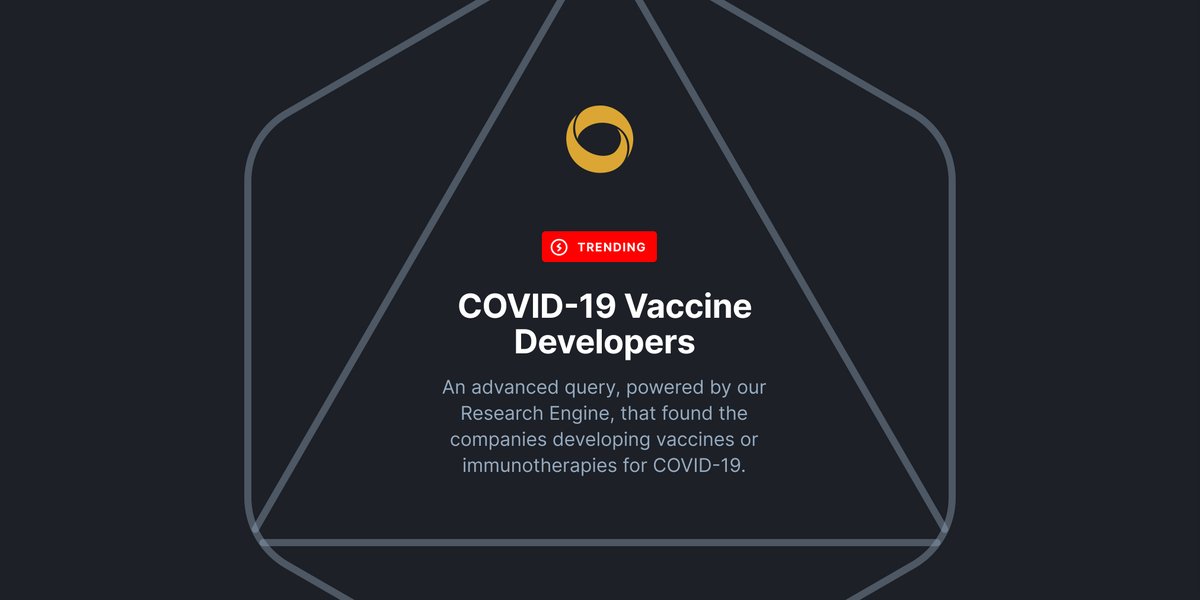 TRENDING
COVID-19 Vaccine
Developers
An advanced query, powered by our
Research Engine, that found the
companies developing vaccines or
immunotherapies for COVID-19.